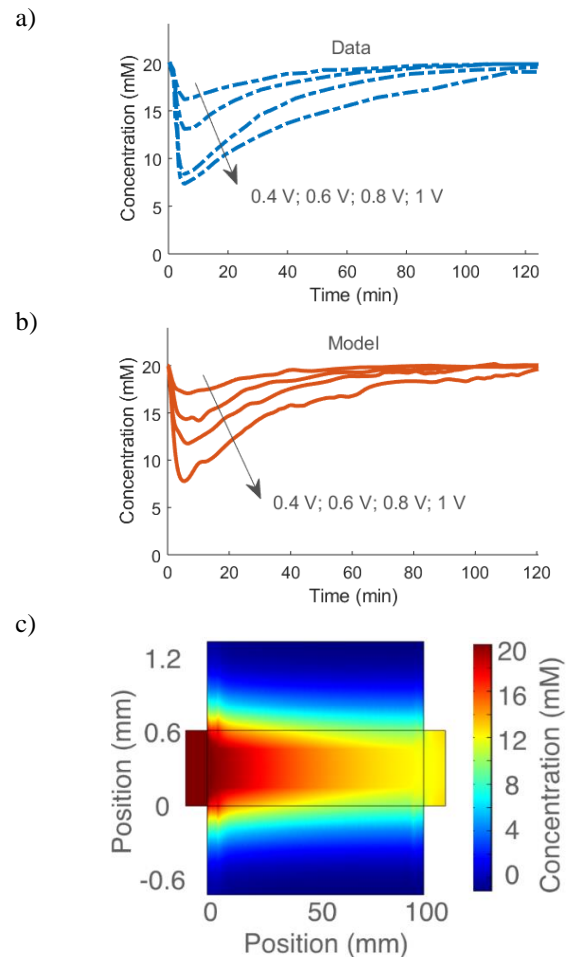 a)
Data
20
15
10
5
0
Concentration (mM)
0.4 V; 0.6 V; 0.8 V; 1 V
0 20 40 60 80 100 120
Time (min)
b)
Model
20
15
10
5
0
Concentration (mM)
0.4 V; 0.6 V; 0.8 V; 1 V
0 20 40 60 80 100 120
Time (min)
c)
1.2
0.6
0
-0.6
Position (mm)
0 50 100
Position (mm)
20
16
12
8
4
0
Concentration (mM)